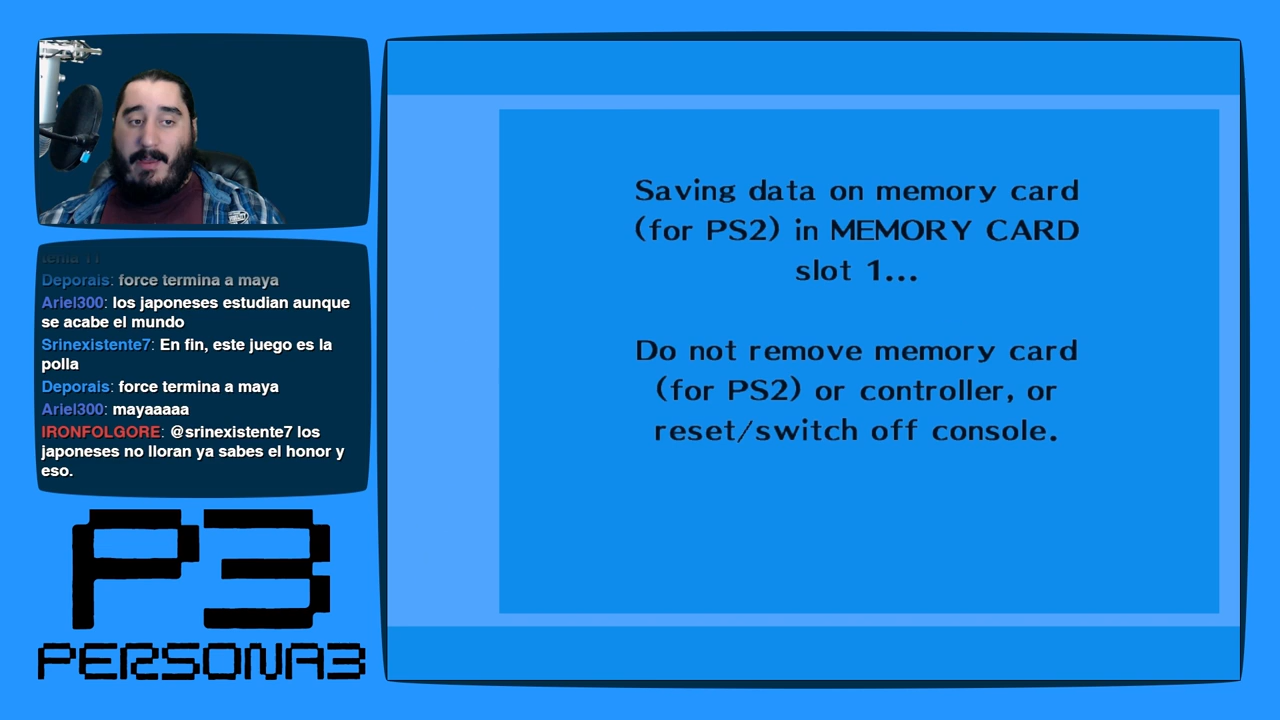 Deporais: force termina a maya
Ariel300: los japoneses estudian aunque
se acabe el mundo
Srinexistente7: En fin, este juego es la
polla
Deporais: force termina a maya
Ariel300: mayaaaaa
IRONFOLGORE: @srinexistente7 los
japoneses no lloran ya sabes el honor y
eso.
P3
PERSONA3
Saving data on memory card
(for PS2) in MEMORY CARD
slot 1...
Do not remove memory card
(for PS2) or controller, or
reset/switch off console.